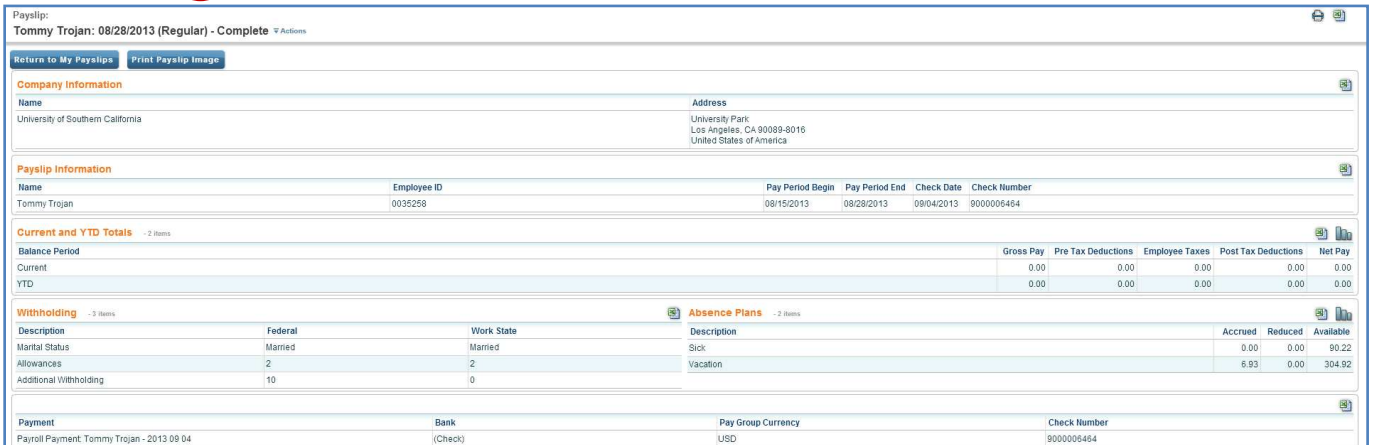 Payslip:
Tommy Trojan: 08/28/2013 (Regular) - Complete Actions
Return to My Payslips Print Payslip Image
Company Information
Name Address
University of Southern California University Park
Los Angeles, CA 90089-8016
United States of America
Payslip Information
Name Employee ID Pay Period Begin Pay Period End Check Date Check Number
Tommy Trojan 0035258 08/15/2013 08/28/2013 09/04/2013 9000006464
Current and YTD Totals - 2 items
Balance Period Gross Pay Pre Tax Deductions Employee Taxes Post Tax Deductions Net Pay
Current 0.00 0.00 0.00 0.00 0.00
YTD 0.00 0.00 0.00 0.00 0.00
Withholding - 3 items
Description Federal Work State
Marital Status Married Married
Allowances 2 2
Additional Withholding 10 0
Absence Plans - 2 items
Description Accrued Reduced Available
Sick 0.00 0.00 90.22
Vacation 6.93 0.00 304.92
Payment Bank Pay Group Currency Check Number
Payroll Payment: Tommy Trojan - 2013 09 04 (Check) USD 9000006464